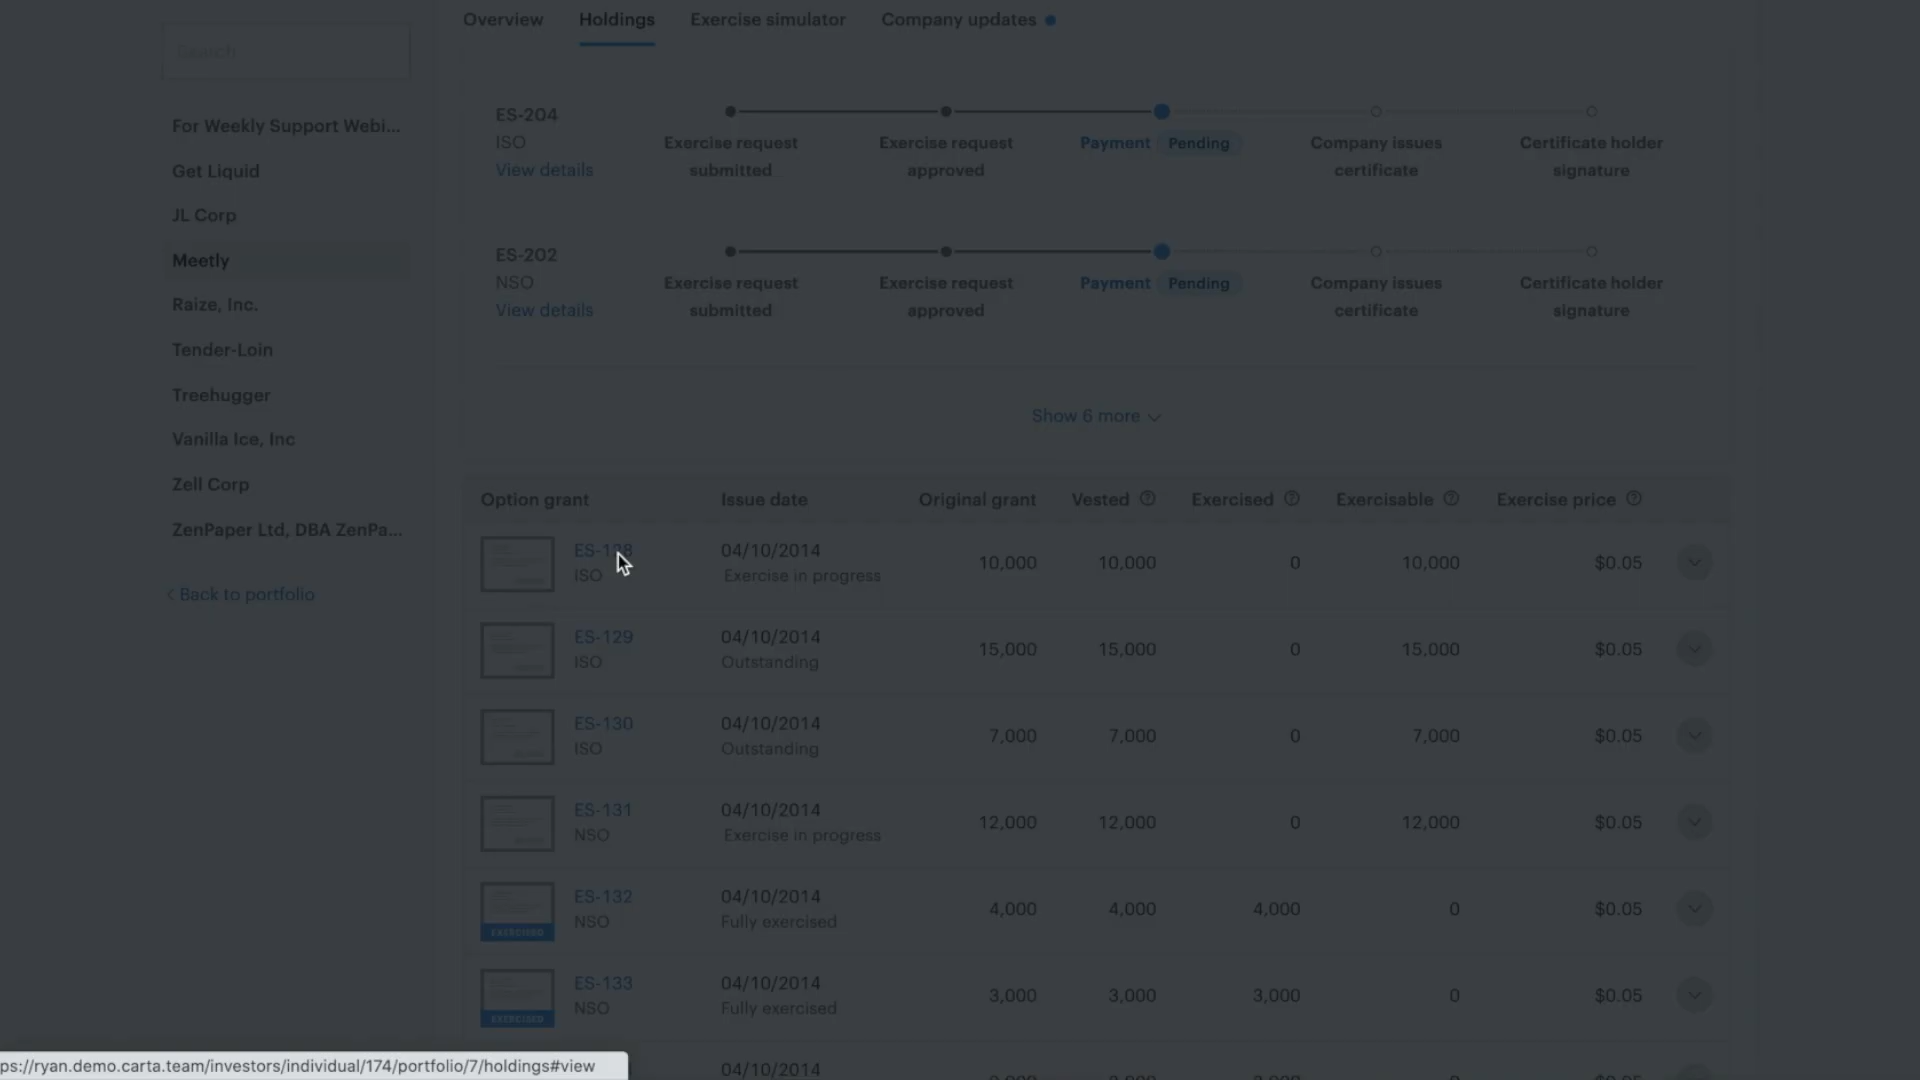 Overview Holdings Exercise simulator Company updates
Search
For Weekly Support Webi...
Get Liquid
JL Corp
Meetly
Raize, Inc.
Tender-Loin
Treehugger
Vanilla Ice, Inc
Zell Corp
ZenPaper Ltd, DBA ZenPa...
< Back to portfolio
ES-204
ISO
View details
Exercise request
submitted
Exercise request
approved
Payment Pending
Company issues
certificate
Certificate holder
signature
ES-202
NSO
View details
Exercise request
submitted
Exercise request
approved
Payment Pending
Company issues
certificate
Certificate holder
signature
Show 6 more
Option grant Issue date Original grant Vested Exercised Exercisable Exercise price
04/10/2014 10,000 10,000 0 10,000 $0.05
ISO Exercise in progress
ES-129 04/10/2014 15,000 15,000 0 15,000 $0.05
ISO Outstanding
ES-130 04/10/2014 7,000 7,000 0 7,000 $0.05
ISO Outstanding
ES-131 04/10/2014 12,000 12,000 0 12,000 $0.05
NSO Exercise in progress
ES-132 04/10/2014 4,000 4,000 4,000 0 $0.05
EXERCISED NSO Fully exercised
ES-133 04/10/2014 3,000 3,000 3,000 0 $0.05
EXERCISED NSO Fully exercised
04/10/2014
ps://ryan.demo.carta.team/investors/individual/174/portfolio/7/holdings#view